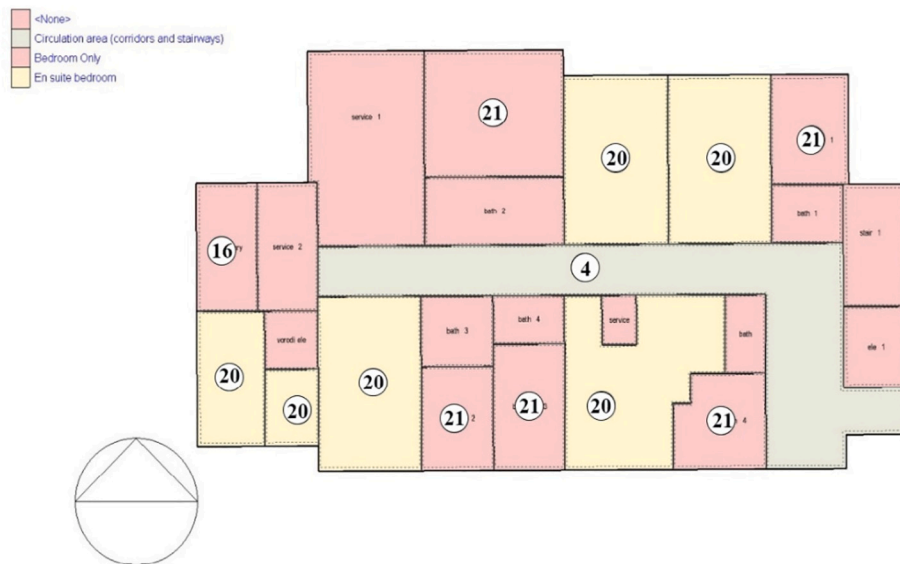 <None>
Circulation area (corridors and stairways)
Bedroom Only
En suite bedroom
service 1
21
20
20
21 1
bath 2
bath 1
16 ry
service 2
stair 1
4
bath 3
bath 4
service
bath
vorodi ele
ele 1
20
20
20
21 2
21
20
21 4